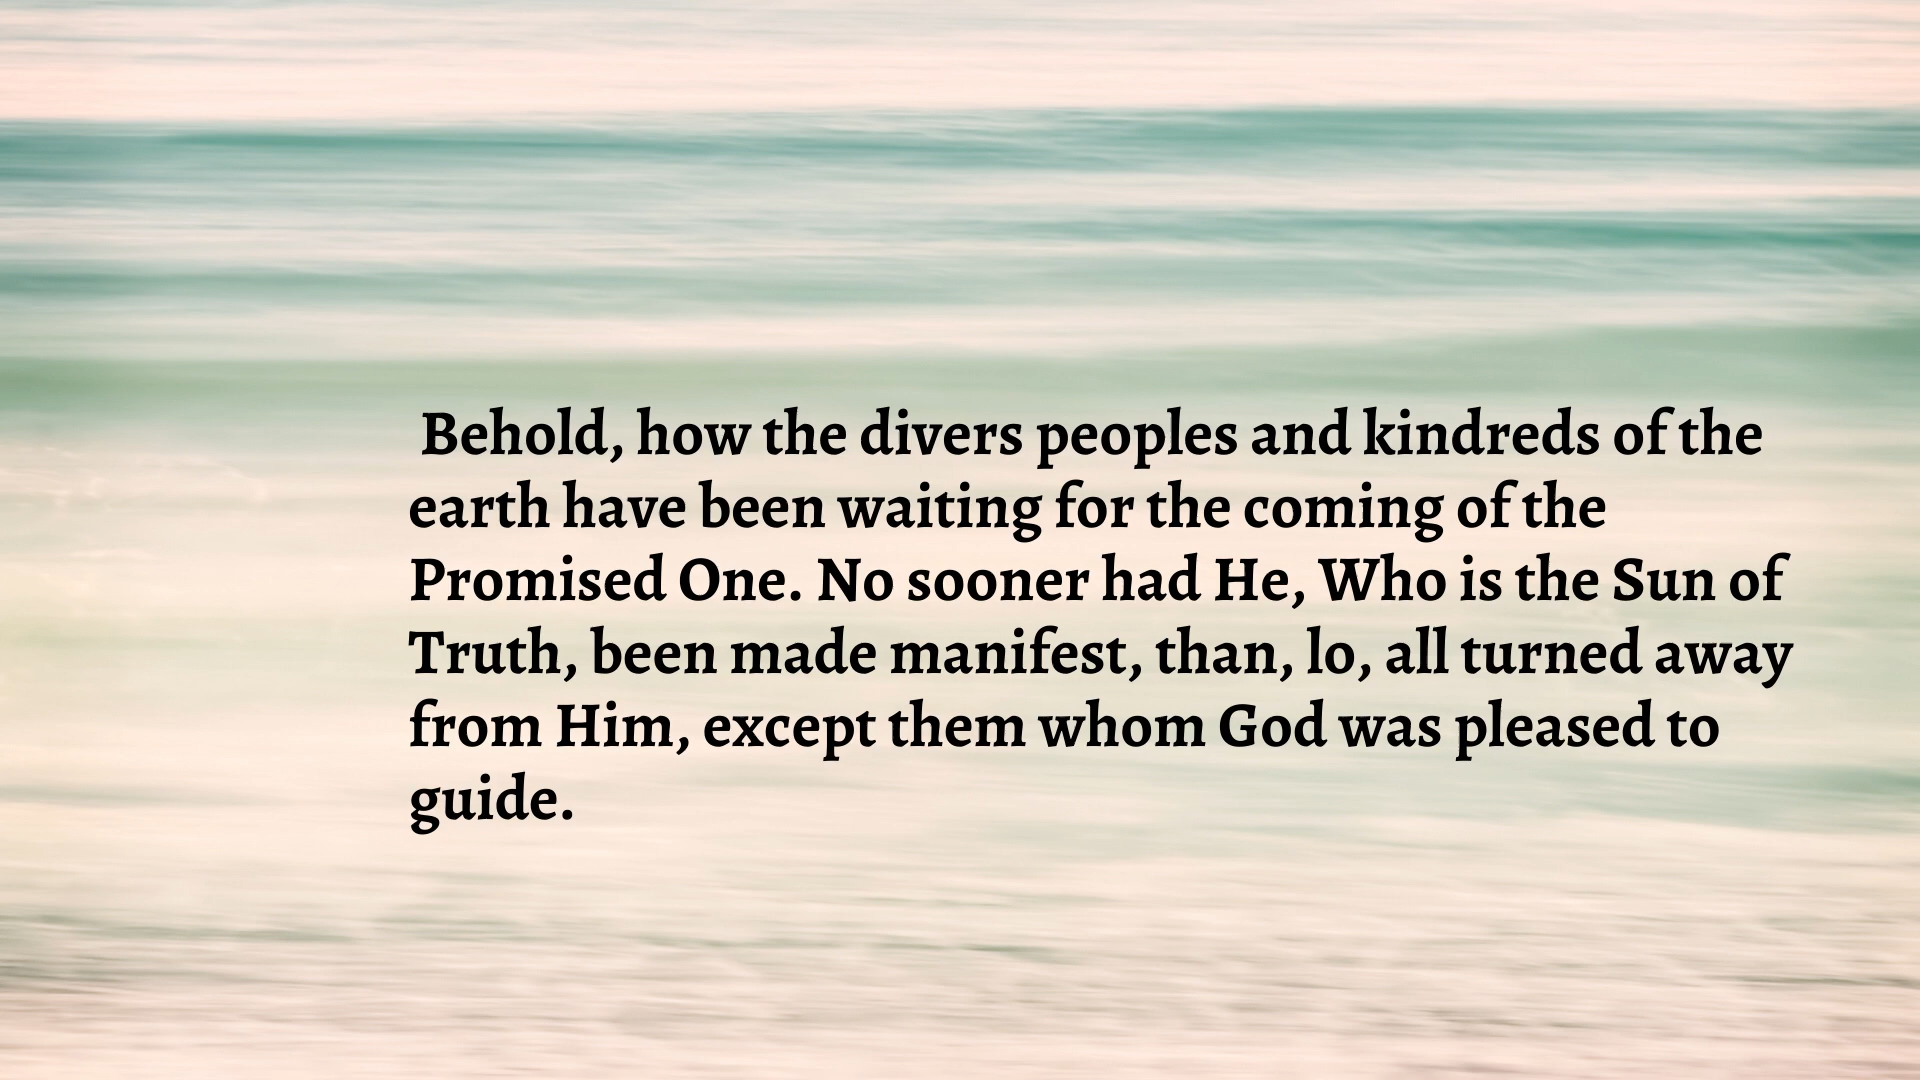 Behold, how the divers peoples and kindreds of the
earth have been waiting for the coming of the
Promised One. No sooner had He, Who is the Sun of
Truth, been made manifest, than, lo, all turned away
from Him, except them whom God was pleased to
guide.